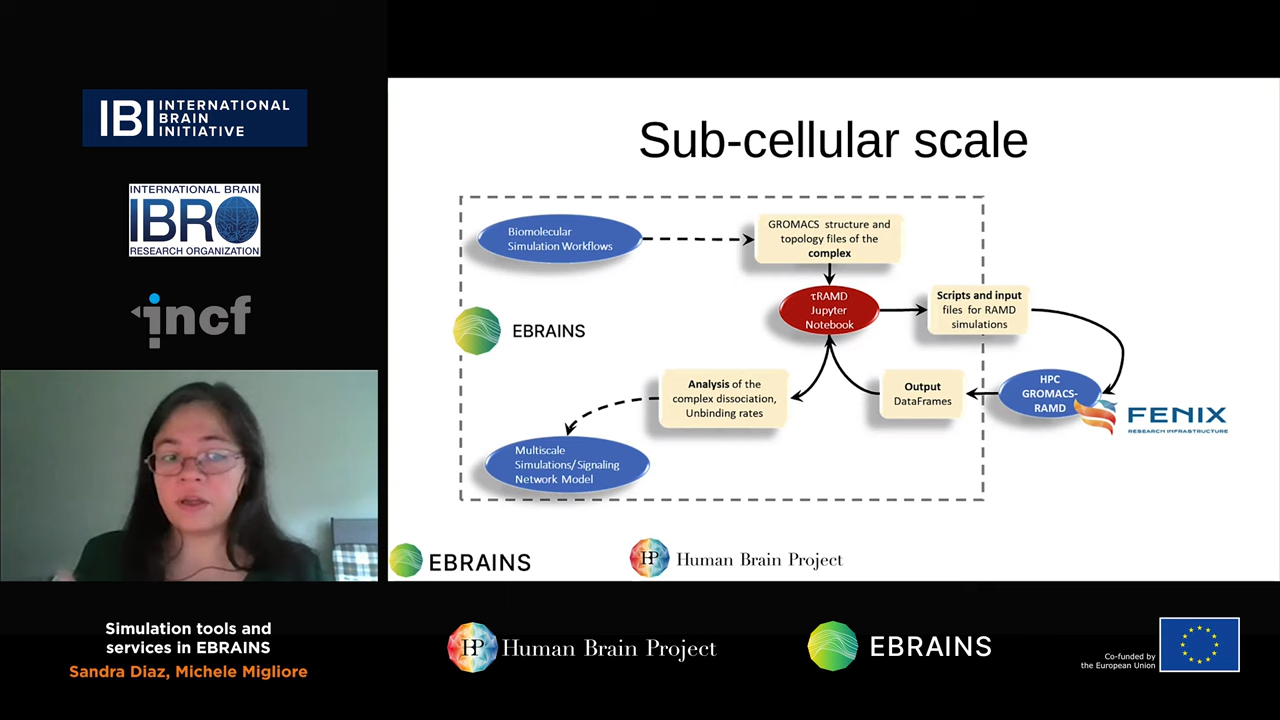 IBI INTERNATIONAL
BRAIN
INITIATIVE
INTERNATIONAL BRAIN
IBRO
RESEARCH ORGANIZATION
incf
Sub-cellular scale
Biomolecular
Simulation Workflows
GROMACS structure and
topology files of the
complex
τRAMD
Jupyter
Notebook
Scripts and input
files for RAMD
simulations
EBRAINS
Analysis of the
complex dissociation,
Unbinding rates
Output
DataFrames
HPC
GROMACS-
RAMD
FENIX
RESEARCH INFRASTRUCTURE
Multiscale
Simulations/Signaling
Network Model
EBRAINS
HP Human Brain Project
Simulation tools and
services in EBRAINS
Sandra Diaz, Michele Migliore
HP Human Brain Project
EBRAINS
Co-funded by
the European Union